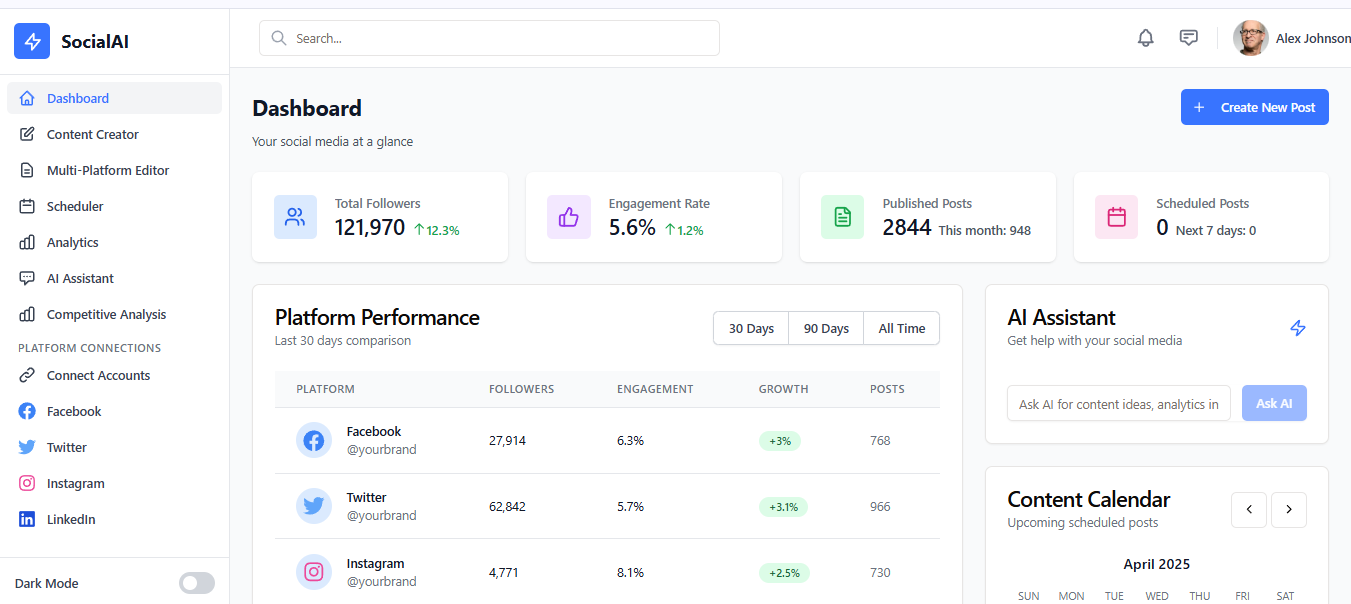 SocialAI
Search...
Alex Johnson
Dashboard
Content Creator
Multi-Platform Editor
Scheduler
Analytics
AI Assistant
Competitive Analysis
PLATFORM CONNECTIONS
Connect Accounts
Facebook
Twitter
Instagram
LinkedIn
Dark Mode
Dashboard
Your social media at a glance
+ Create New Post
Total Followers
121,970 ↑12.3%
Engagement Rate
5.6% ↑1.2%
Published Posts
2844 This month: 948
Scheduled Posts
0 Next 7 days: 0
Platform Performance
Last 30 days comparison
30 Days 90 Days All Time
PLATFORM FOLLOWERS ENGAGEMENT GROWTH POSTS
Facebook
@yourbrand
27,914 6.3% +3% 768
Twitter
@yourbrand
62,842 5.7% +3.1% 966
Instagram
@yourbrand
4,771 8.1% +2.5% 730
AI Assistant
Get help with your social media
Ask AI for content ideas, analytics in
Ask AI
Content Calendar
Upcoming scheduled posts
April 2025
SUN MON TUE WED THU FRI SAT